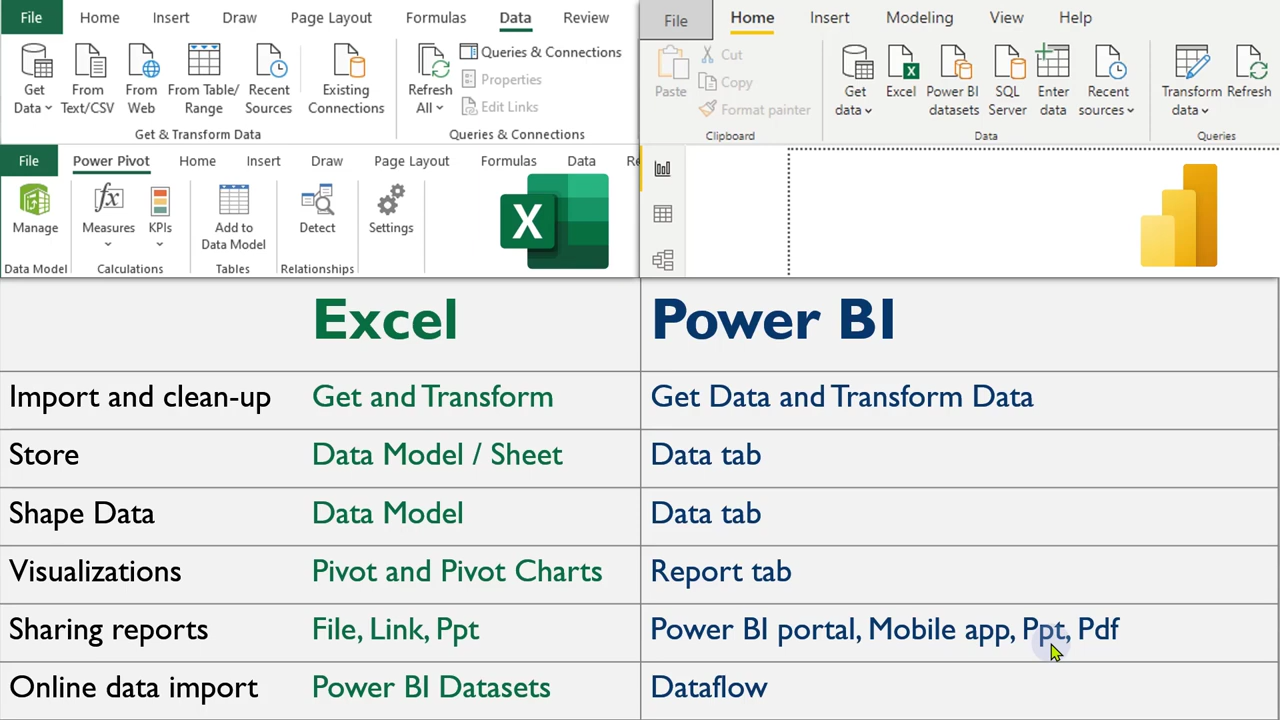 File Home Insert Draw Page Layout Formulas Data Review
Get Data From Text/CSV From Web From Table/ Range Recent Sources Existing Connections Refresh All Queries & Connections Properties Edit Links
Get & Transform Data Queries & Connections
File Power Pivot Home Insert Draw Page Layout Formulas Data
Manage Measures KPIs Add to Data Model Detect Settings
Data Model Calculations Tables Relationships
X
File Home Insert Modeling View Help
Paste Cut Copy Format painter Get data Excel Power BI datasets SQL Server Enter data Recent sources Transform data Refresh
Clipboard Data Queries
Excel Power BI
Import and clean-up Get and Transform Get Data and Transform Data
Store Data Model / Sheet Data tab
Shape Data Data Model Data tab
Visualizations Pivot and Pivot Charts Report tab
Sharing reports File, Link, Ppt Power BI portal, Mobile app, Ppt, Pdf
Online data import Power BI Datasets Dataflow